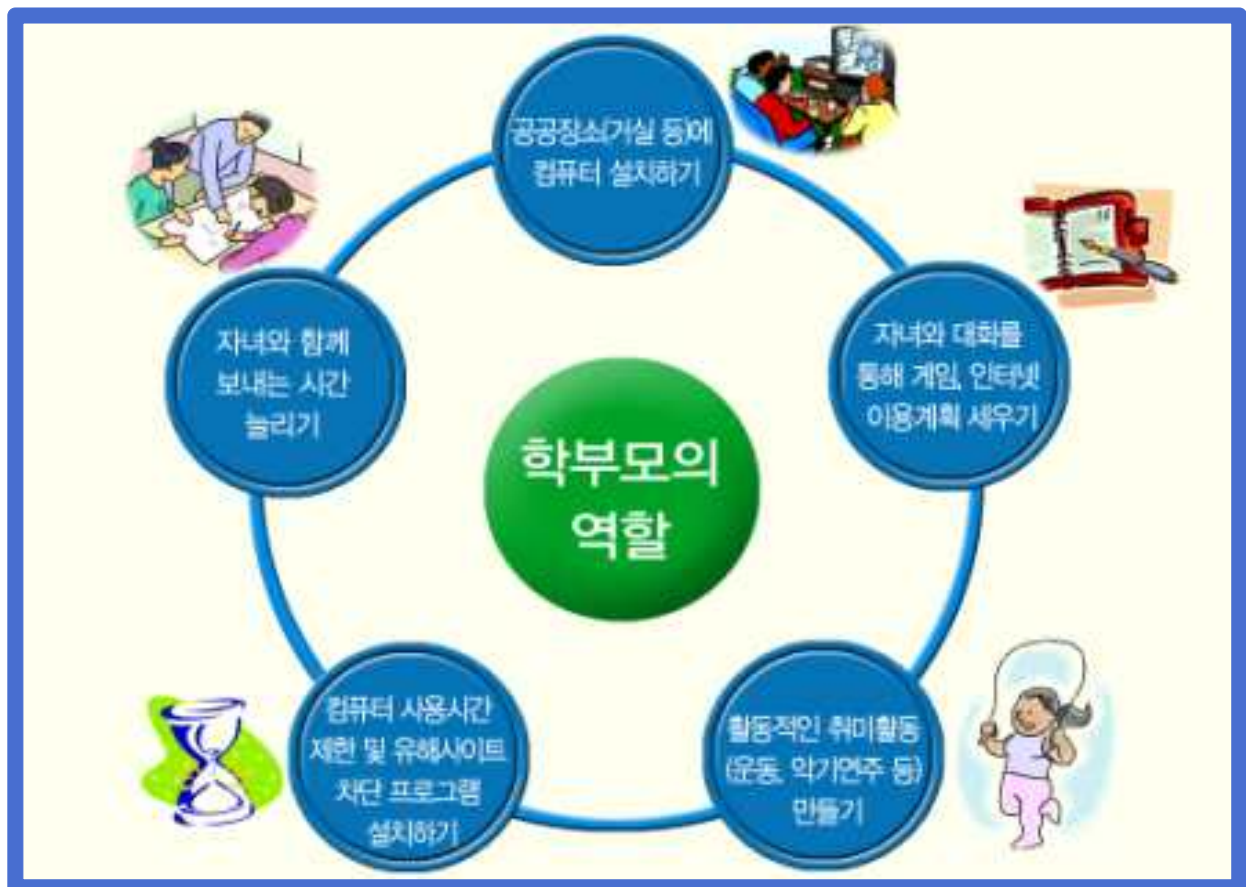 공공장소(거실 등)에
컴퓨터 설치하기
자녀와 대화를
통해 게임, 인터넷
이용계획 세우기
활동적인 취미활동
(운동, 악기연주 등)
만들기
컴퓨터 사용시간
제한 및 유해사이트
차단 프로그램
설치하기
자녀와 함께
보내는 시간
늘리기
학부모의
역할